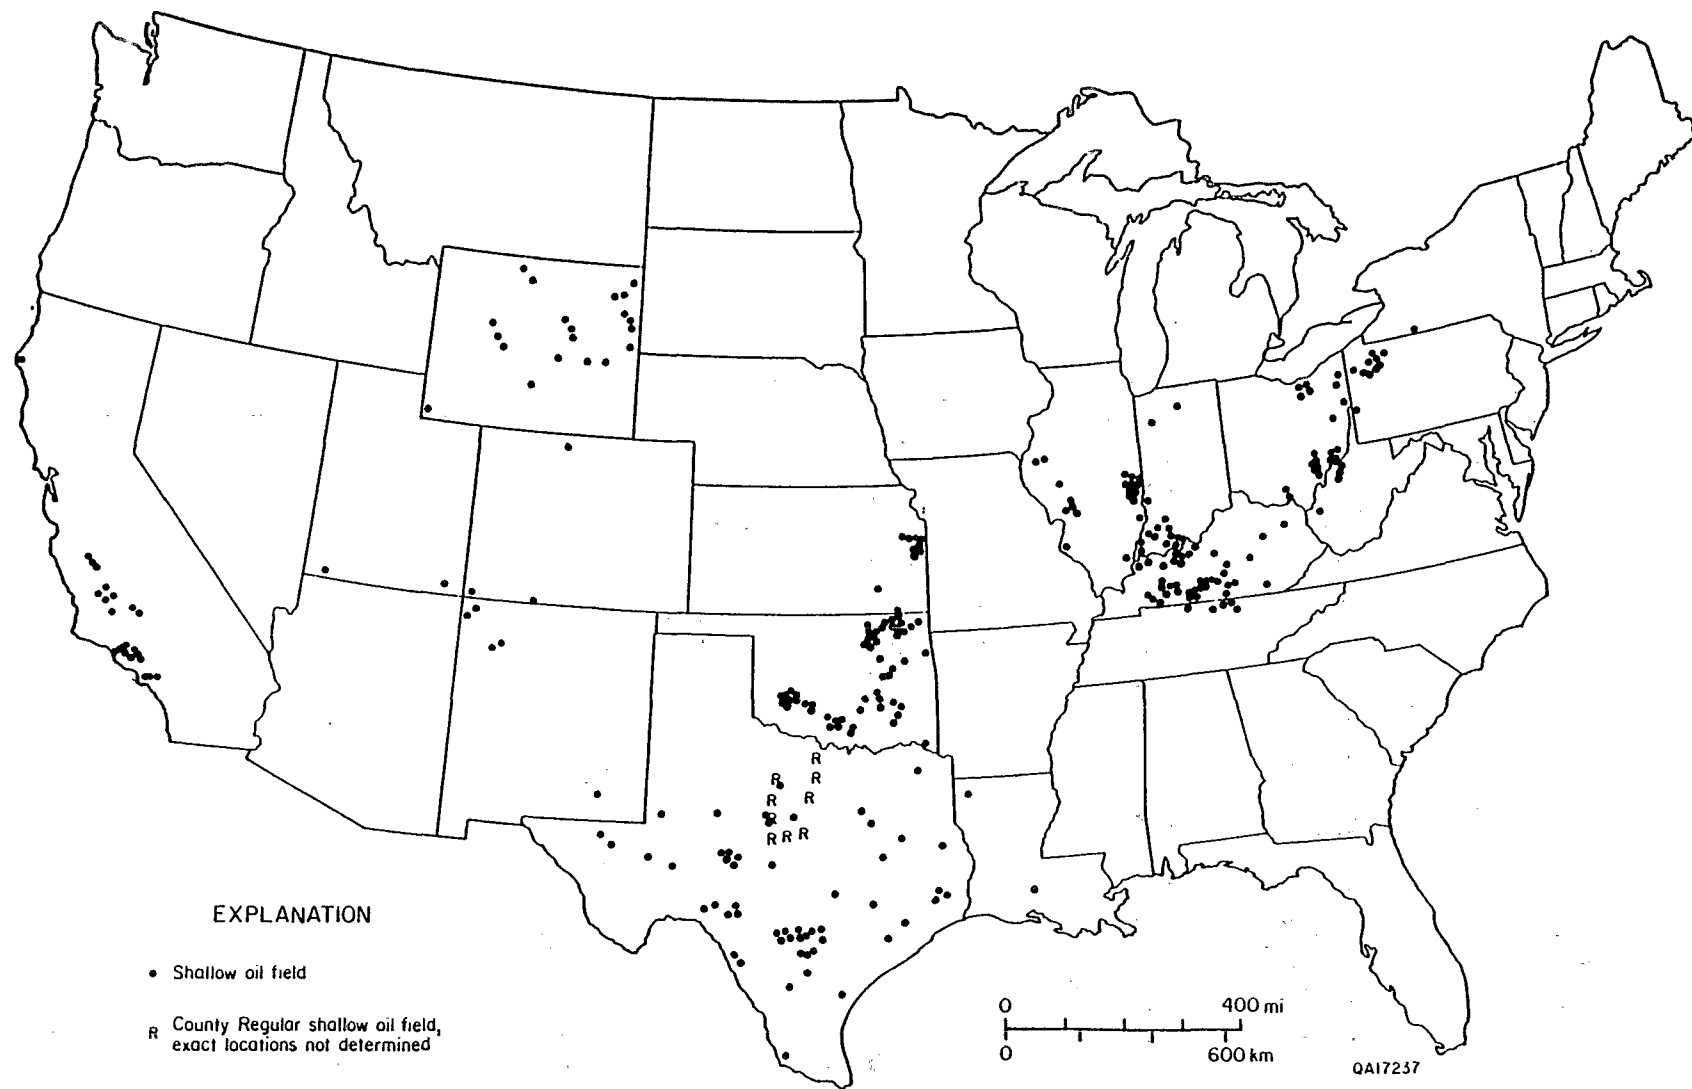 R
R R
R R
R
R R R
EXPLANATION
Shallow oil field
R County Regular shallow oil field,
exact locations not determined
0 400 mi
0 600 km
QA17237